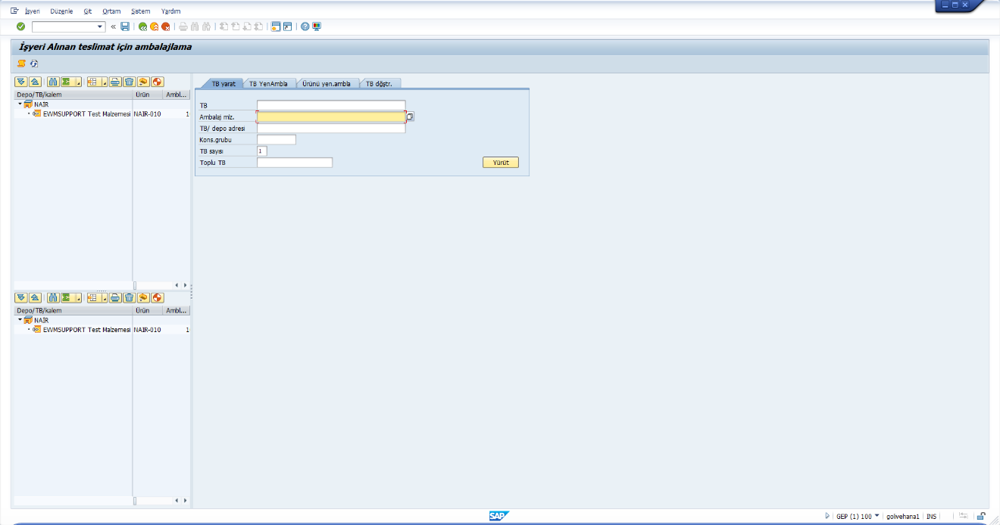 İşyeri Düzenle Git Ortam Sistem Yardım
İşyeri Alınan teslimat için ambalajlama
Depo/TB/kalem Ürün Ambl...
NAIR
EWMSUPPORT Test Malzemesi NAIR-010 1
TB yarat TB YenAmbla Ürünü yen.ambla TB dğştr.
TB
Ambalaj mlz.
TB/ depo adresi
Kons.grubu
TB sayısı 1
Toplu TB Yürüt
Depo/TB/kalem Ürün Ambl...
NAIR
EWMSUPPORT Test Malzemesi NAIR-010 1
SAP GEP (1) 100 golivehana1 INS